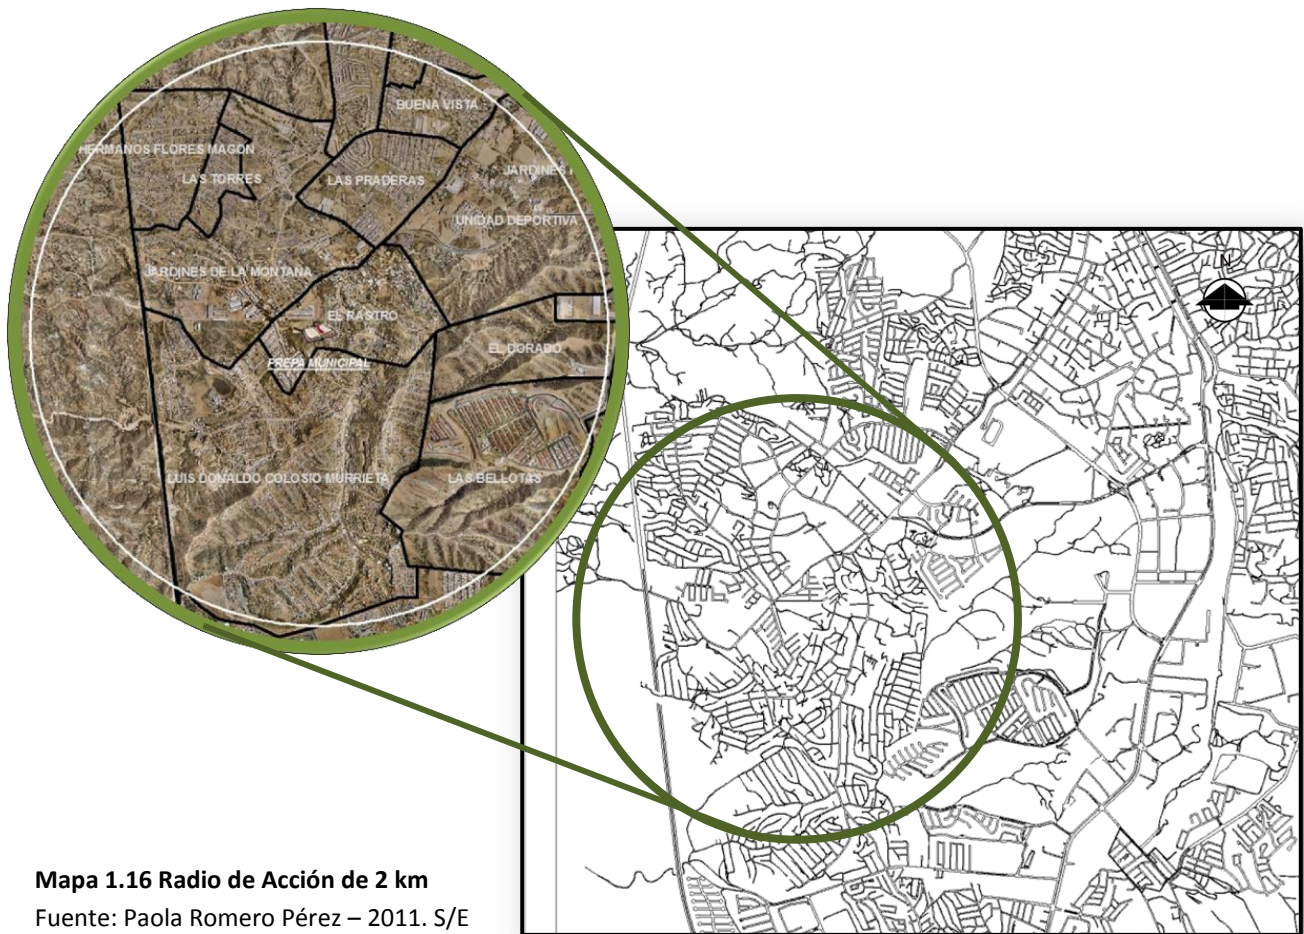 BUENA VISTA
HERMANOS FLORES MAGON
LAS TORRES
LAS PRADERAS
JARDINES
UNIDAD DEPORTIVA
JARDINES DE LA MONTAÑA
EL RASTRO
PREPA MUNICIPAL
EL DORADO
LUIS DONALDO COLOSIO MURRIETA
LAS BELLOTAS
N
Mapa 1.16 Radio de Acción de 2 km
Fuente: Paola Romero Pérez – 2011. S/E